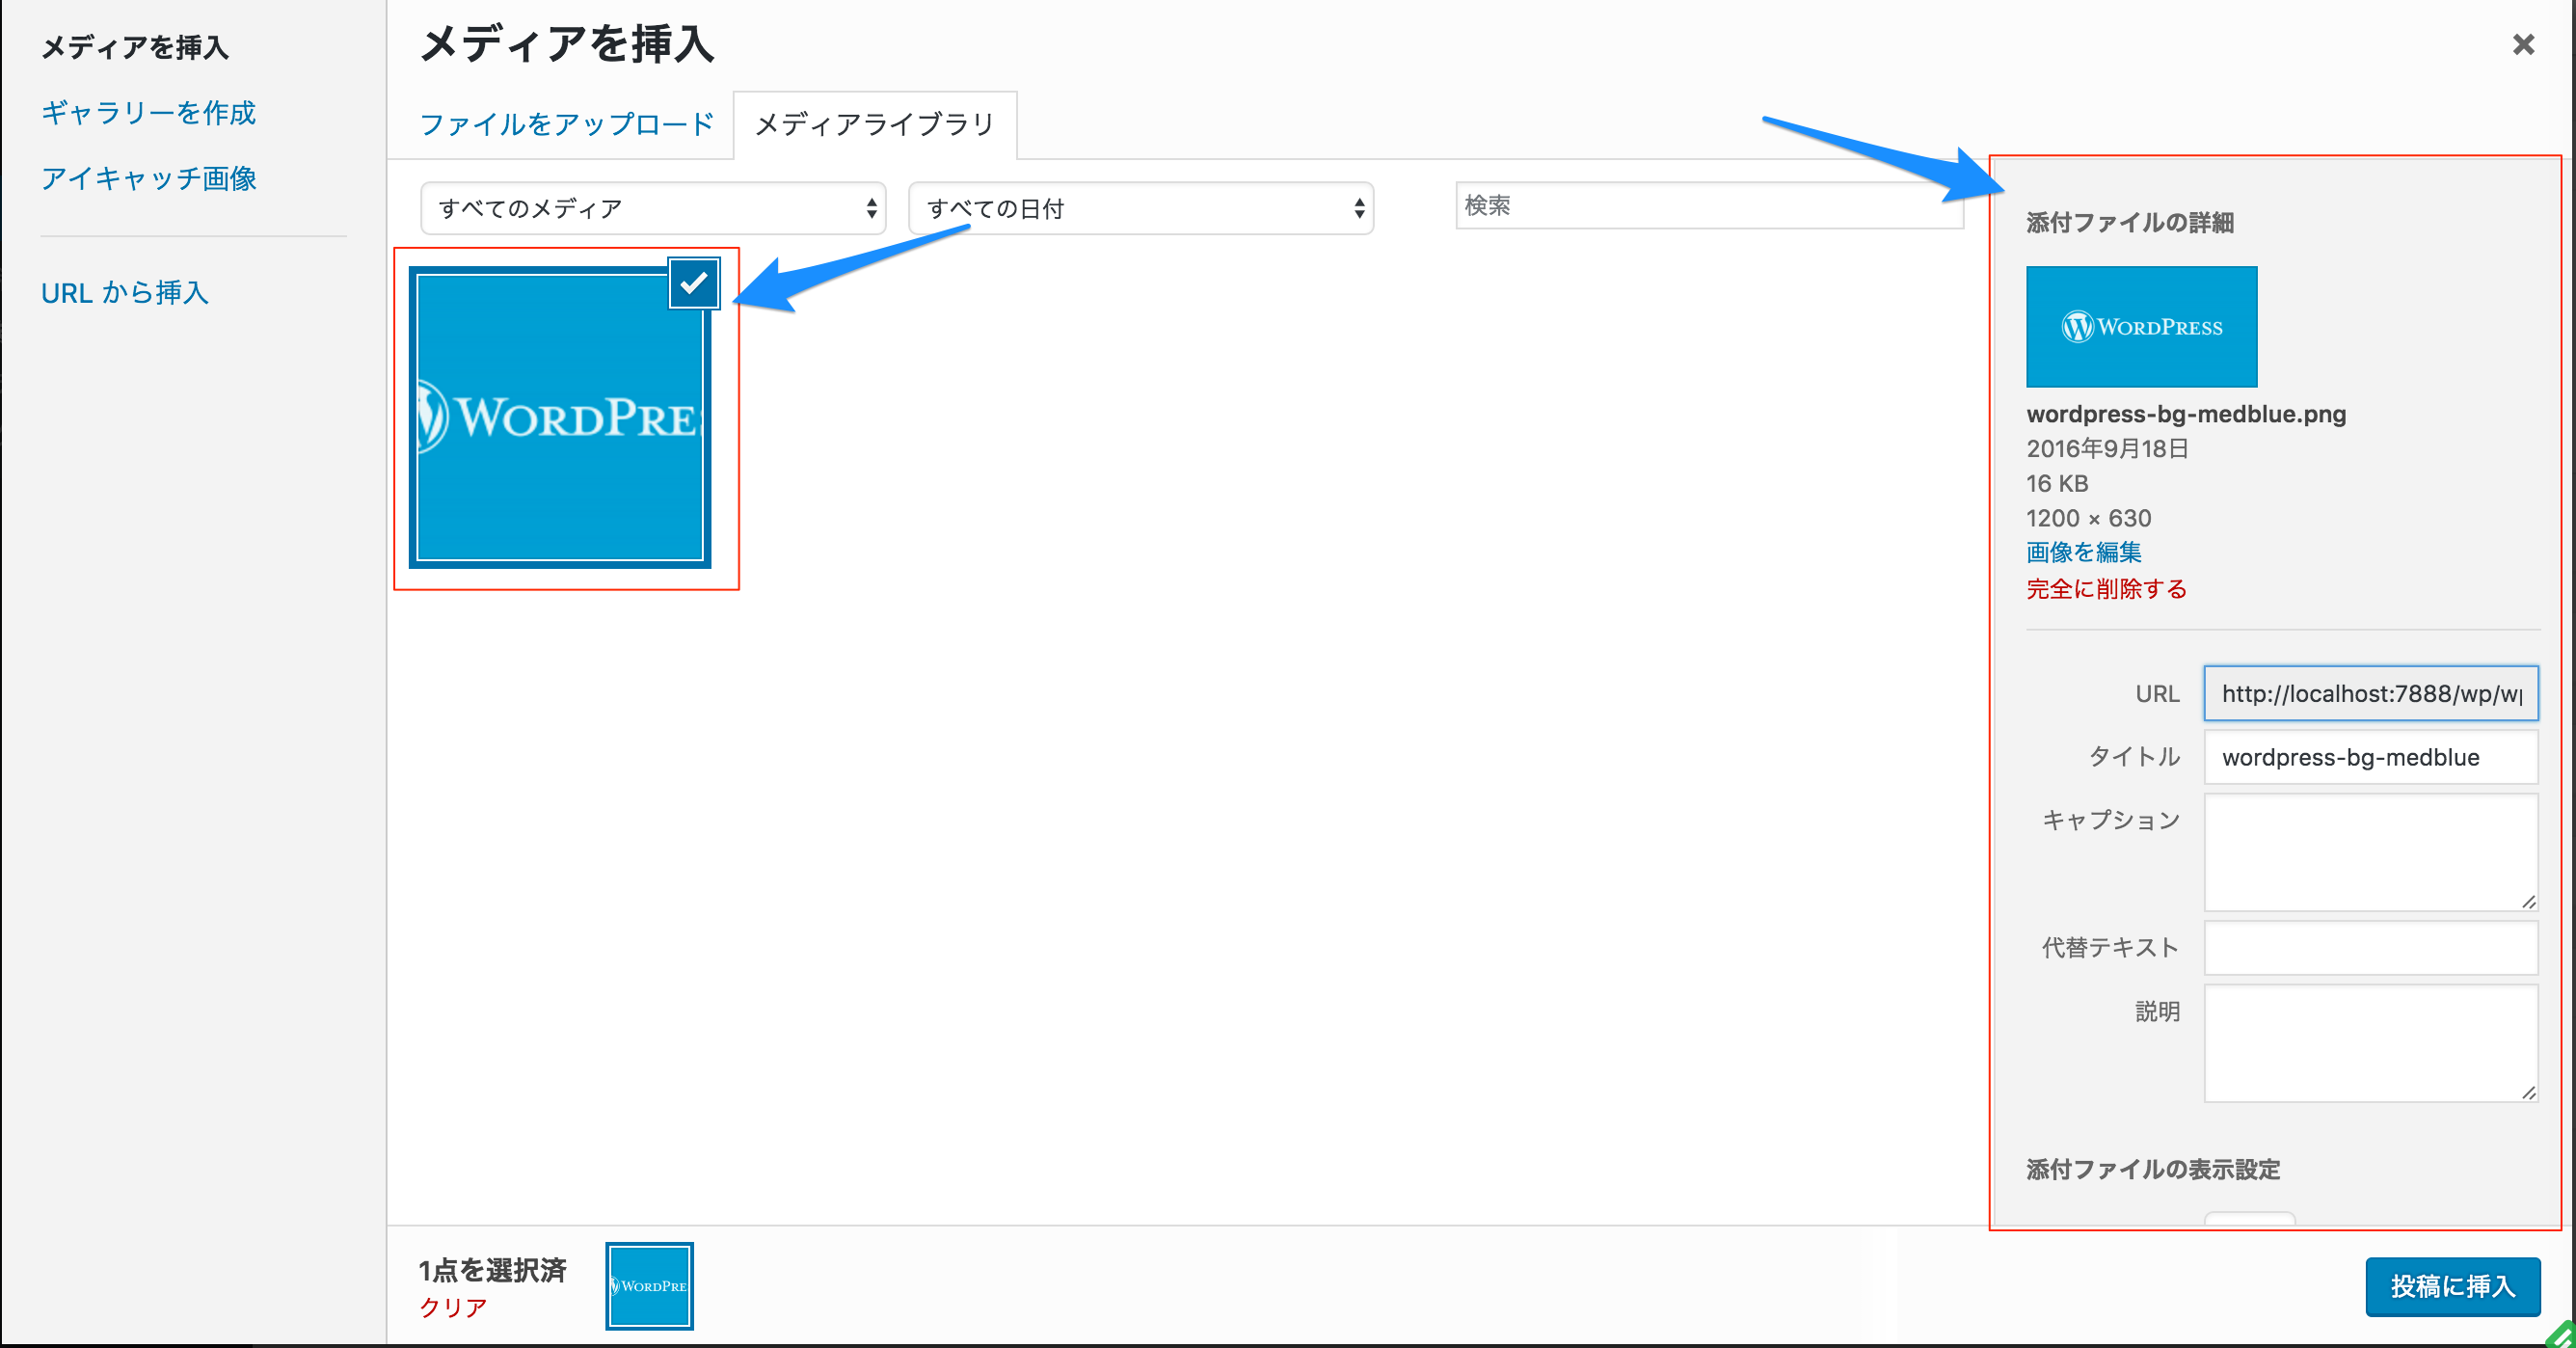 メディアを挿入
ギャラリーを作成
アイキャッチ画像
URL から挿入
メディアを挿入
ファイルをアップロード
メディアライブラリ
すべてのメディア
すべての日付
検索
WORDPRE
添付ファイルの詳細
WORDPRESS
wordpress-bg-medblue.png
2016年9月18日
16 KB
1200 × 630
画像を編集
完全に削除する
URL http://localhost:7888/wp/w
タイトル wordpress-bg-medblue
キャプション
代替テキスト
説明
添付ファイルの表示設定
1点を選択済
クリア
WORDPRE
投稿に挿入